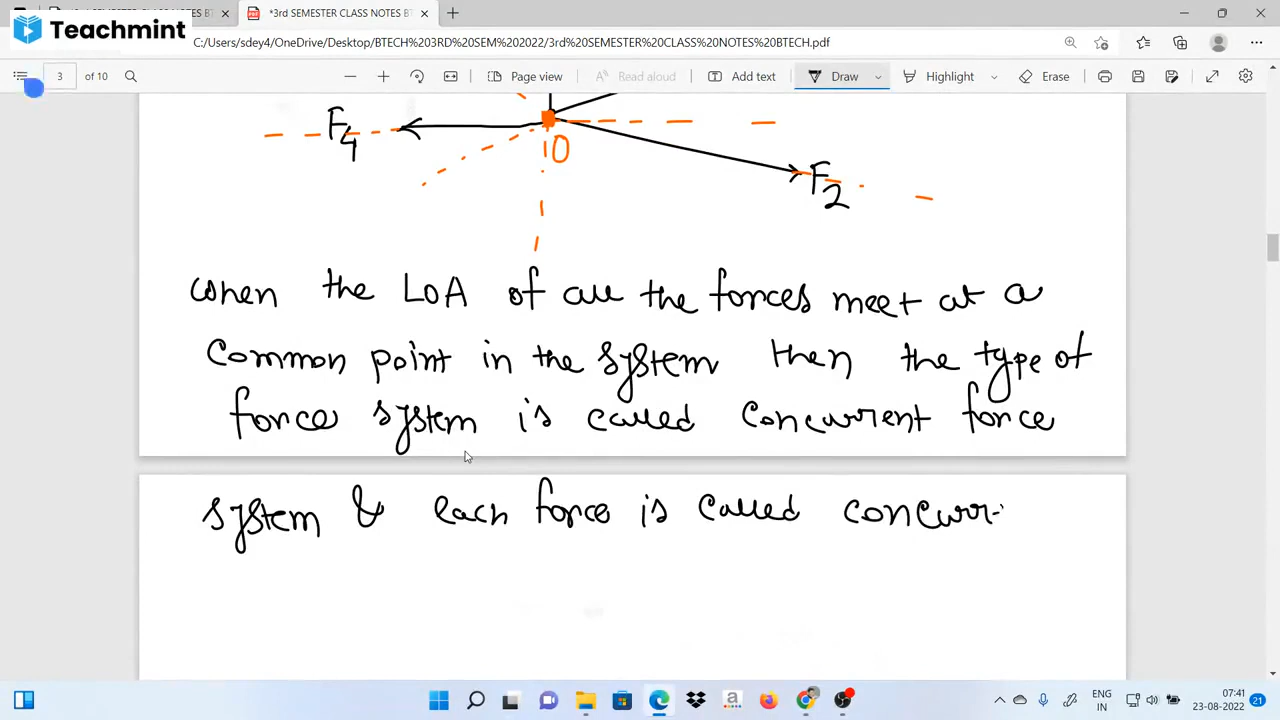 *3rd SEMESTER CLASS NOTES BT
Teachmint
C:/Users/sdey4/OneDrive/Desktop/BTECH%203RD%20SEM%202022/3rd%20SEMESTER%20CLASS%20NOTES%20BTECH.pdf
3 of 10
Page view
Read aloud
Add text
Draw
Highlight
Erase
F4
O
F2
when the LOA of all the forces meet at a
common point in the system then the type of
force system is called concurrent force
system & each force is called concurr
ENG
IN
07:41
23-08-2022
21